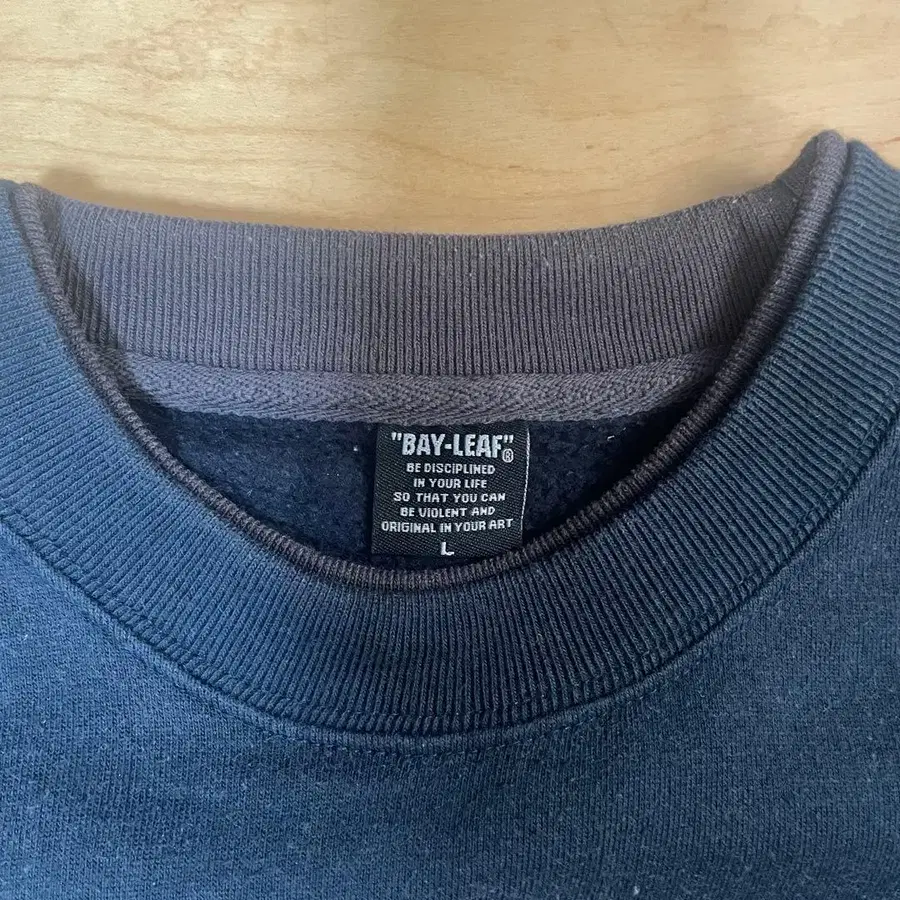 "BAY-LEAF"®
BE DISCIPLINED
IN YOUR LIFE
SO THAT YOU CAN
BE VIOLENT AND
ORIGINAL IN YOUR ART
L